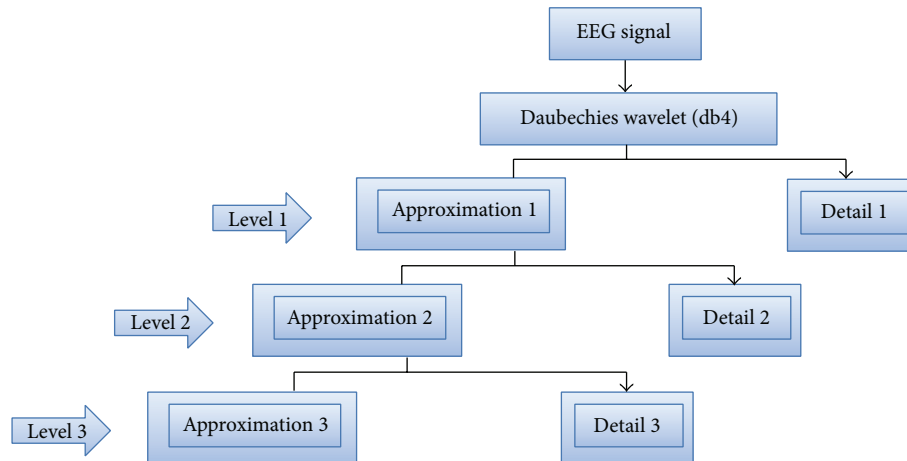 EEG signal
Daubechies wavelet (db4)
Level 1
Approximation 1
Detail 1
Level 2
Approximation 2
Detail 2
Level 3
Approximation 3
Detail 3